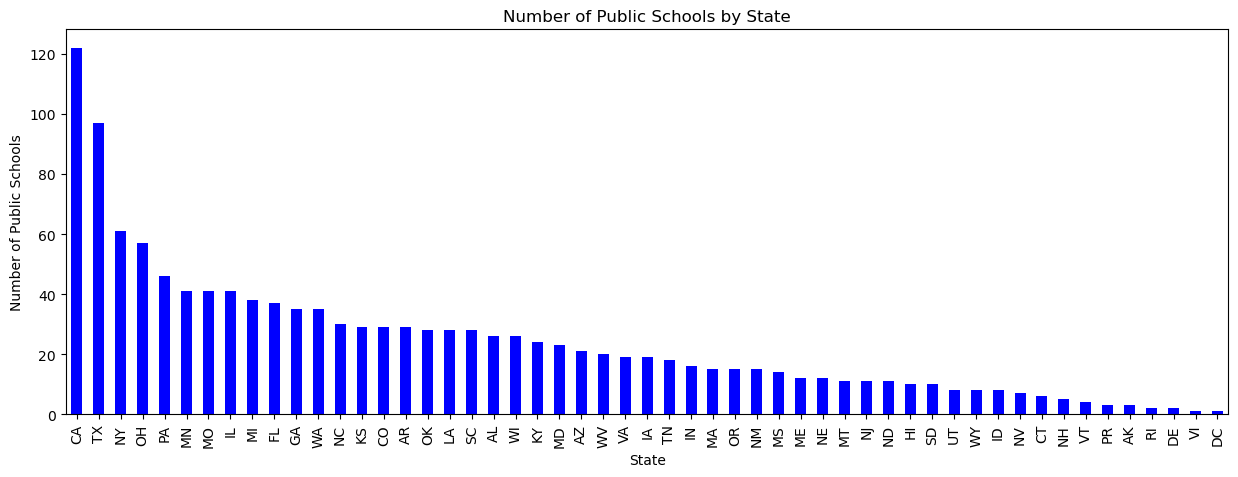 Number of Public Schools by State
Number of Public Schools
120
100
80
60
40
20
0
CA TX NY OH PA MN MO IL MI FL GA WA NC KS CO AR OK LA SC AL WI KY MD AZ WV VA IA TN IN MA OR NM MS ME NE MT NJ ND HI SD UT WY ID NV CT NH VT PR AK RI DE VI DC
State